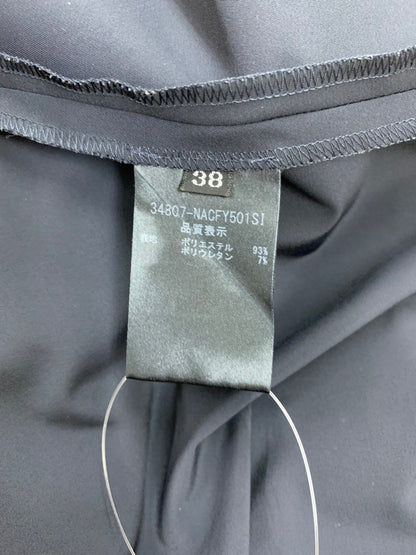 38
34807-NACFY501SI
品質表示
表地 ポリエステル 93%
ポリウレタン 7%